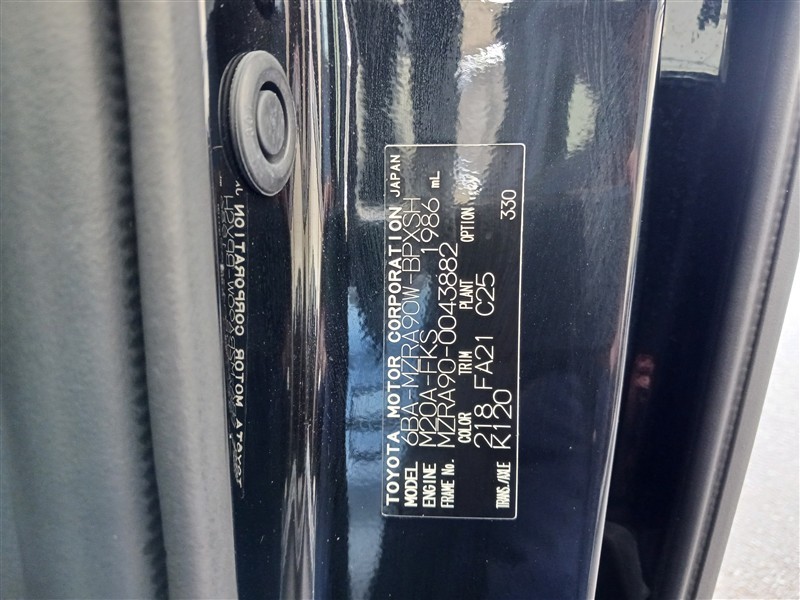 TOYOTA MOTOR CORPORATION JAPAN
MODEL 6BA-MZRA90W-BPXSH
ENGINE M20A-FKS 1986 mL
FRAME No. MZRA90-0043882
COLOR TRIM PLANT OPTION
218 FA21 C25
TRANS./AXLE K120 330